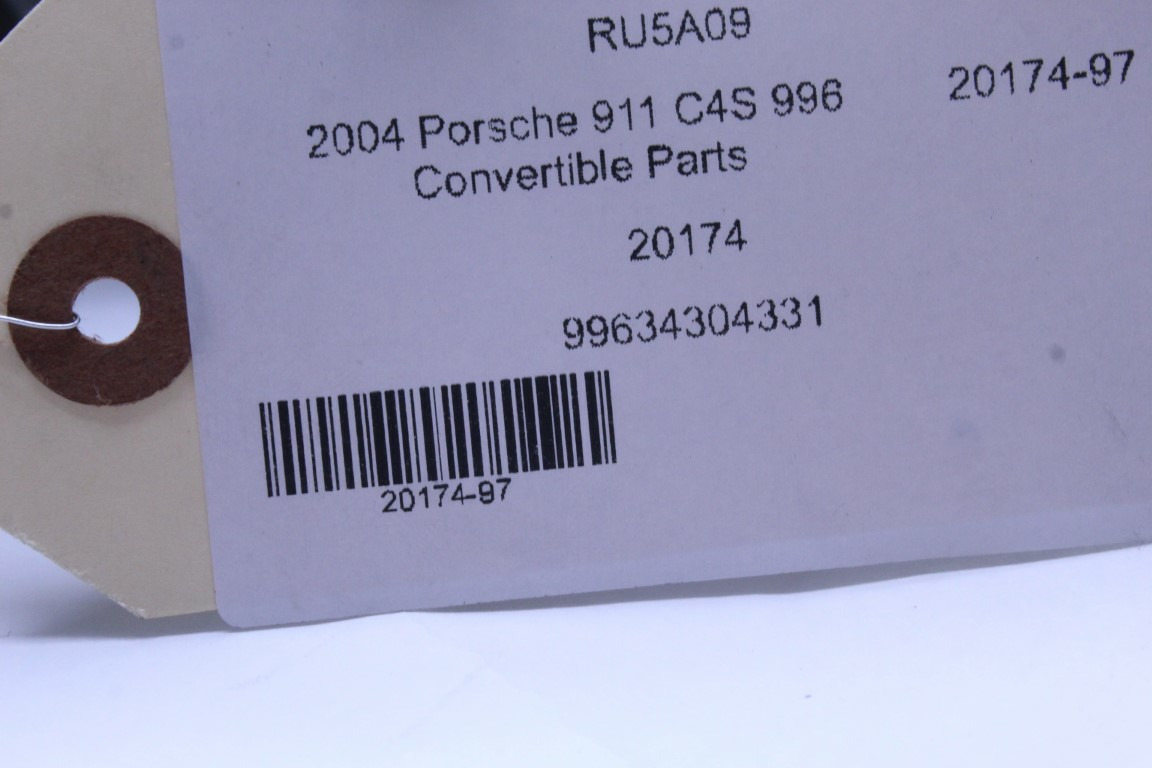 RU5A09
20174-97
2004 Porsche 911 C4S 996
Convertible Parts
20174
99634304331
20174-97